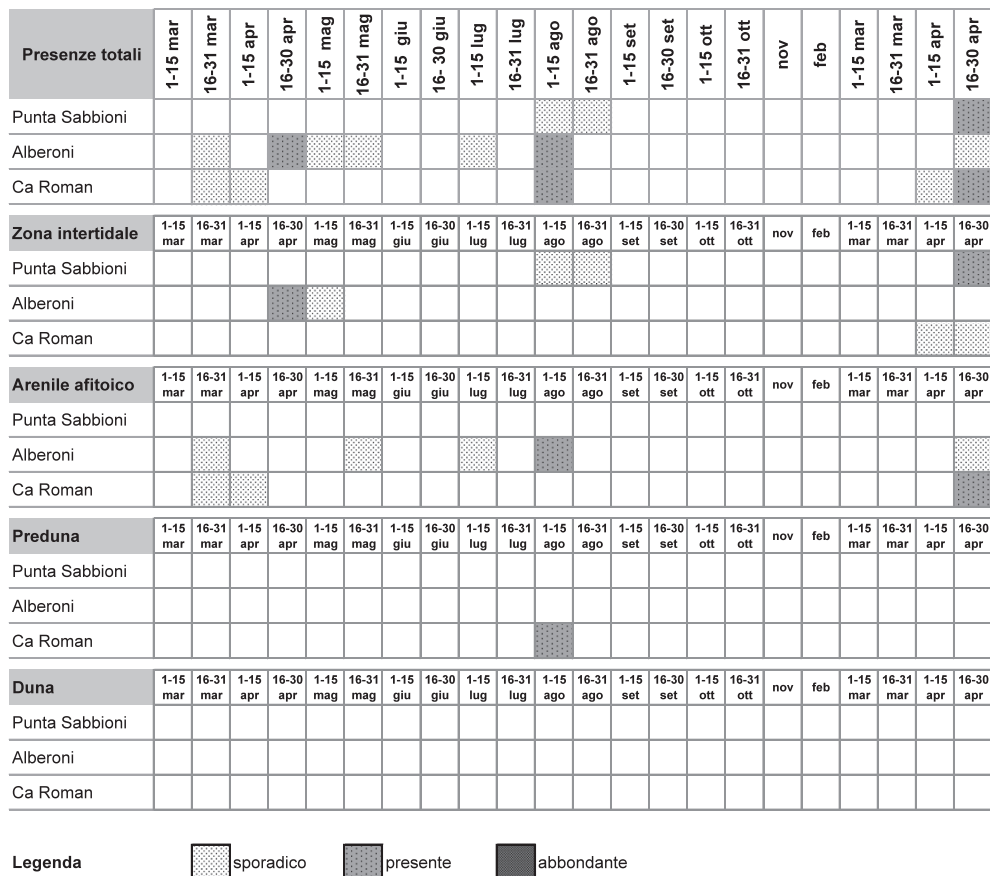 Presenze totali 1-15 mar 16-31 mar 1-15 apr 16-30 apr 1-15 mag 16-31 mag 1-15 giu 16- 30 giu 1-15 lug 16-31 lug 1-15 ago 16-31 ago 1-15 set 16-30 set 1-15 ott 16-31 ott nov feb 1-15 mar 16-31 mar 1-15 apr 16-30 apr
Punta Sabbioni
Alberoni
Ca Roman
Zona intertidale 1-15 mar 16-31 mar 1-15 apr 16-30 apr 1-15 mag 16-31 mag 1-15 giu 16-30 giu 1-15 lug 16-31 lug 1-15 ago 16-31 ago 1-15 set 16-30 set 1-15 ott 16-31 ott nov feb 1-15 mar 16-31 mar 1-15 apr 16-30 apr
Punta Sabbioni
Alberoni
Ca Roman
Arenile afitoico 1-15 mar 16-31 mar 1-15 apr 16-30 apr 1-15 mag 16-31 mag 1-15 giu 16-30 giu 1-15 lug 16-31 lug 1-15 ago 16-31 ago 1-15 set 16-30 set 1-15 ott 16-31 ott nov feb 1-15 mar 16-31 mar 1-15 apr 16-30 apr
Punta Sabbioni
Alberoni
Ca Roman
Preduna 1-15 mar 16-31 mar 1-15 apr 16-30 apr 1-15 mag 16-31 mag 1-15 giu 16-30 giu 1-15 lug 16-31 lug 1-15 ago 16-31 ago 1-15 set 16-30 set 1-15 ott 16-31 ott nov feb 1-15 mar 16-31 mar 1-15 apr 16-30 apr
Punta Sabbioni
Alberoni
Ca Roman
Duna 1-15 mar 16-31 mar 1-15 apr 16-30 apr 1-15 mag 16-31 mag 1-15 giu 16-30 giu 1-15 lug 16-31 lug 1-15 ago 16-31 ago 1-15 set 16-30 set 1-15 ott 16-31 ott nov feb 1-15 mar 16-31 mar 1-15 apr 16-30 apr
Punta Sabbioni
Alberoni
Ca Roman
Legenda sporadico presente abbondante